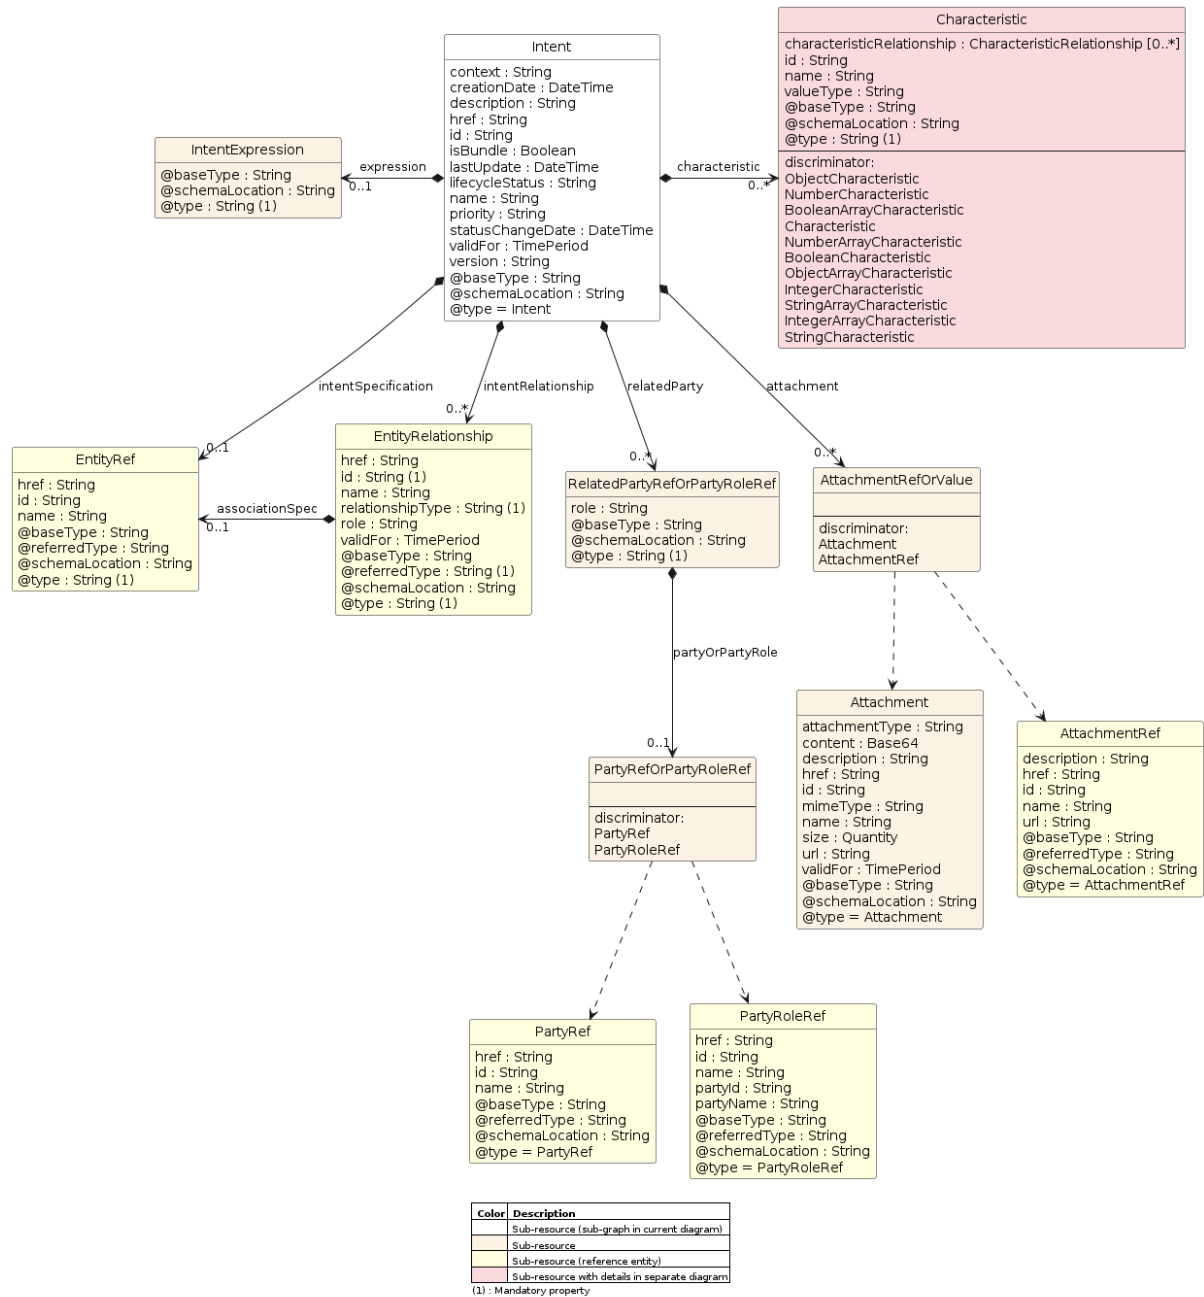 Characteristic
characteristicRelationship : CharacteristicRelationship [0..*]
id : String
name : String
valueType : String
@baseType : String
@schemaLocation : String
@type : String (1)
discriminator:
ObjectCharacteristic
NumberCharacteristic
BooleanArrayCharacteristic
Characteristic
NumberArrayCharacteristic
BooleanCharacteristic
ObjectArrayCharacteristic
IntegerCharacteristic
StringArrayCharacteristic
IntegerArrayCharacteristic
StringCharacteristic
Intent
context : String
creationDate : DateTime
description : String
href : String
id : String
isBundle : Boolean
lastUpdate : DateTime
lifecycleStatus : String
name : String
priority : String
statusChangeDate : DateTime
validFor : TimePeriod
version : String
@baseType : String
@schemaLocation : String
@type = Intent
characteristic
0..*
expression
0..1
IntentExpression
@baseType : String
@schemaLocation : String
@type : String (1)
intentSpecification
0..1
intentRelationship
0..*
relatedParty
0..*
attachment
0..*
EntityRef
href : String
id : String
name : String
@baseType : String
@referredType : String
@schemaLocation : String
@type : String (1)
associationSpec
0..1
EntityRelationship
href : String
id : String (1)
name : String
relationshipType : String (1)
role : String
validFor : TimePeriod
@baseType : String
@referredType : String (1)
@schemaLocation : String
@type : String (1)
RelatedPartyRefOrPartyRoleRef
role : String
@baseType : String
@schemaLocation : String
@type : String (1)
AttachmentRefOrValue
discriminator:
Attachment
AttachmentRef
partyOrPartyRole
0..1
PartyRefOrPartyRoleRef
discriminator:
PartyRef
PartyRoleRef
Attachment
attachmentType : String
content : Base64
description : String
href : String
id : String
mimeType : String
name : String
size : Quantity
url : String
validFor : TimePeriod
@baseType : String
@schemaLocation : String
@type = Attachment
AttachmentRef
description : String
href : String
id : String
name : String
url : String
@baseType : String
@referredType : String
@schemaLocation : String
@type = AttachmentRef
PartyRef
href : String
id : String
name : String
@baseType : String
@referredType : String
@schemaLocation : String
@type = PartyRef
PartyRoleRef
href : String
id : String
name : String
partyId : String
partyName : String
@baseType : String
@referredType : String
@schemaLocation : String
@type = PartyRoleRef
Color Description
Sub-resource (sub-graph in current diagram)
Sub-resource
Sub-resource (reference entity)
Sub-resource with details in separate diagram
(1) : Mandatory property